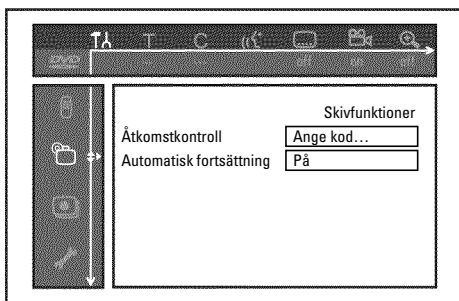 T C
DVD off on off
Skivfunktioner
Åtkomstkontroll Ange kod...
Automatisk fortsättning På